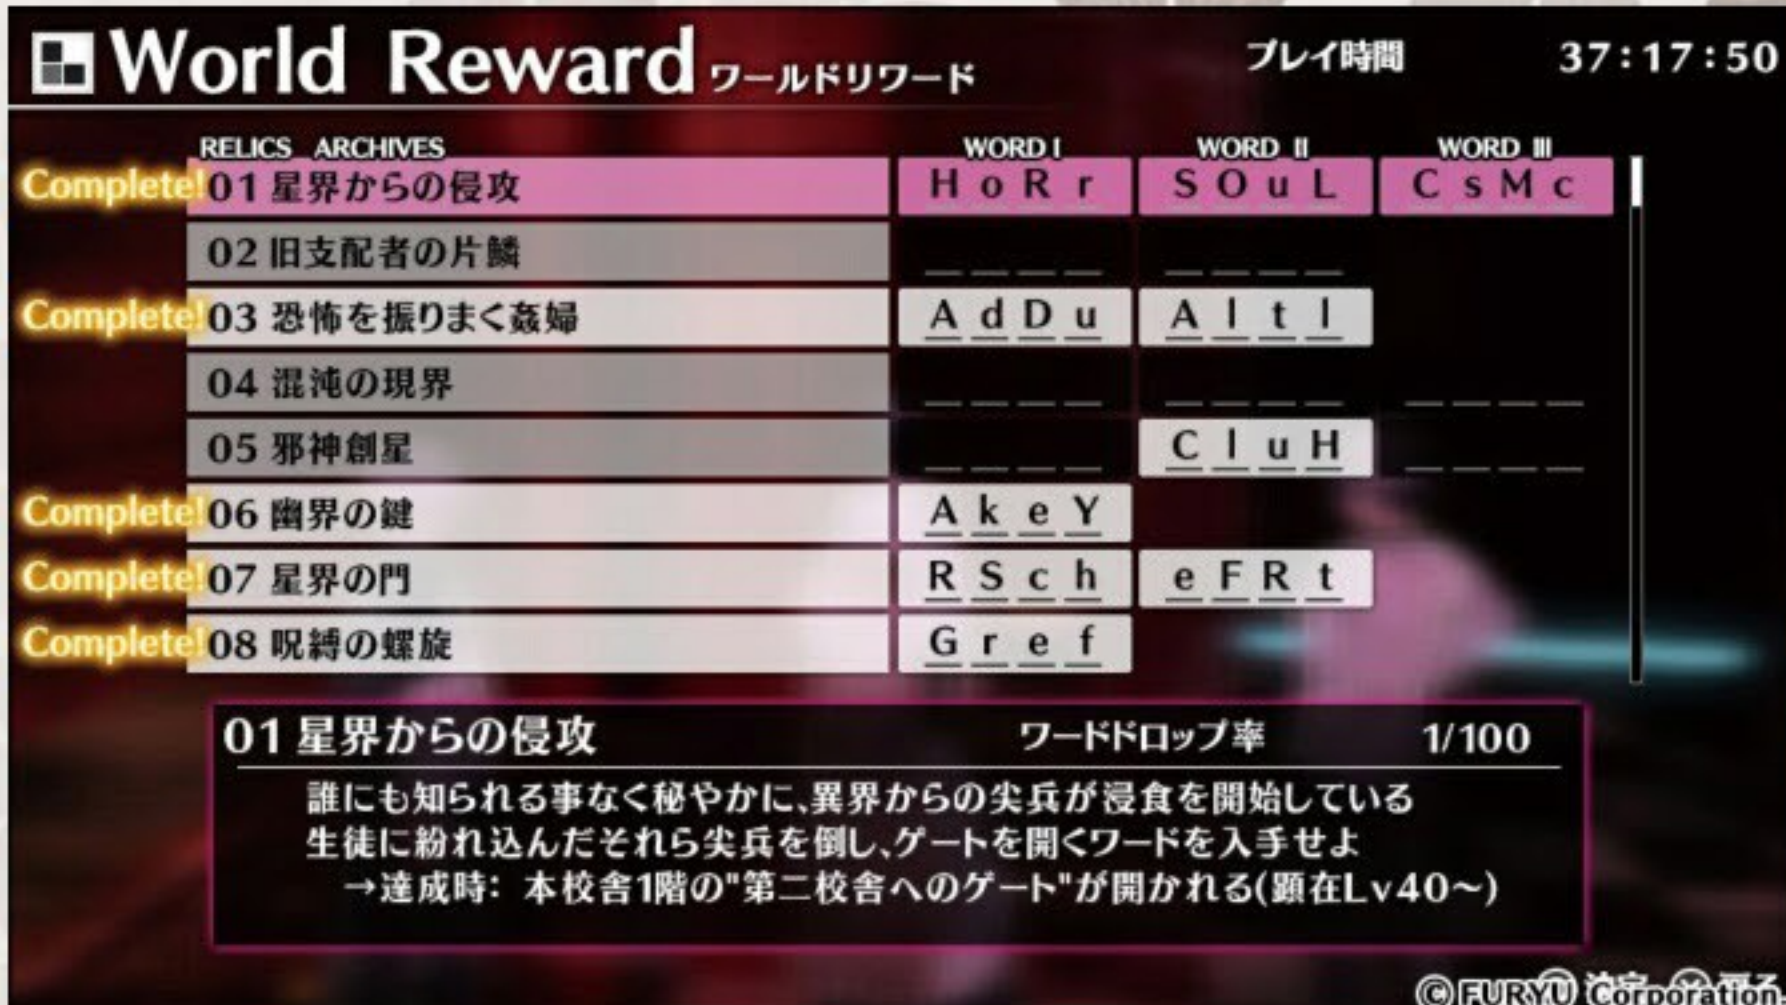 World Reward ワールドリワード プレイ時間 37:17:50
RELICS ARCHIVES WORD I WORD II WORD III
Complete! 01 星界からの侵攻 H o R r S O u L C s M c
02 旧支配者の片鱗 _ _ _ _ _ _ _ _
Complete! 03 恐怖を振りまく姦婦 A d D u A l t l
04 混沌の現界 _ _ _ _ _ _ _ _ _ _ _ _
05 邪神創星 _ _ _ _ C l u H _ _ _ _
Complete! 06 幽界の鍵 A k e Y
Complete! 07 星界の門 R S c h e F R t
Complete! 08 呪縛の螺旋 G r e f
01 星界からの侵攻 ワードドロップ率 1/100
誰にも知られる事なく秘やかに、異界からの尖兵が浸食を開始している
生徒に紛れ込んだそれら尖兵を倒し、ゲートを開くワードを入手せよ
→達成時: 本校舎1階の"第二校舎へのゲート"が開かれる(顕在Lv40～)
©FURYU Corporation.